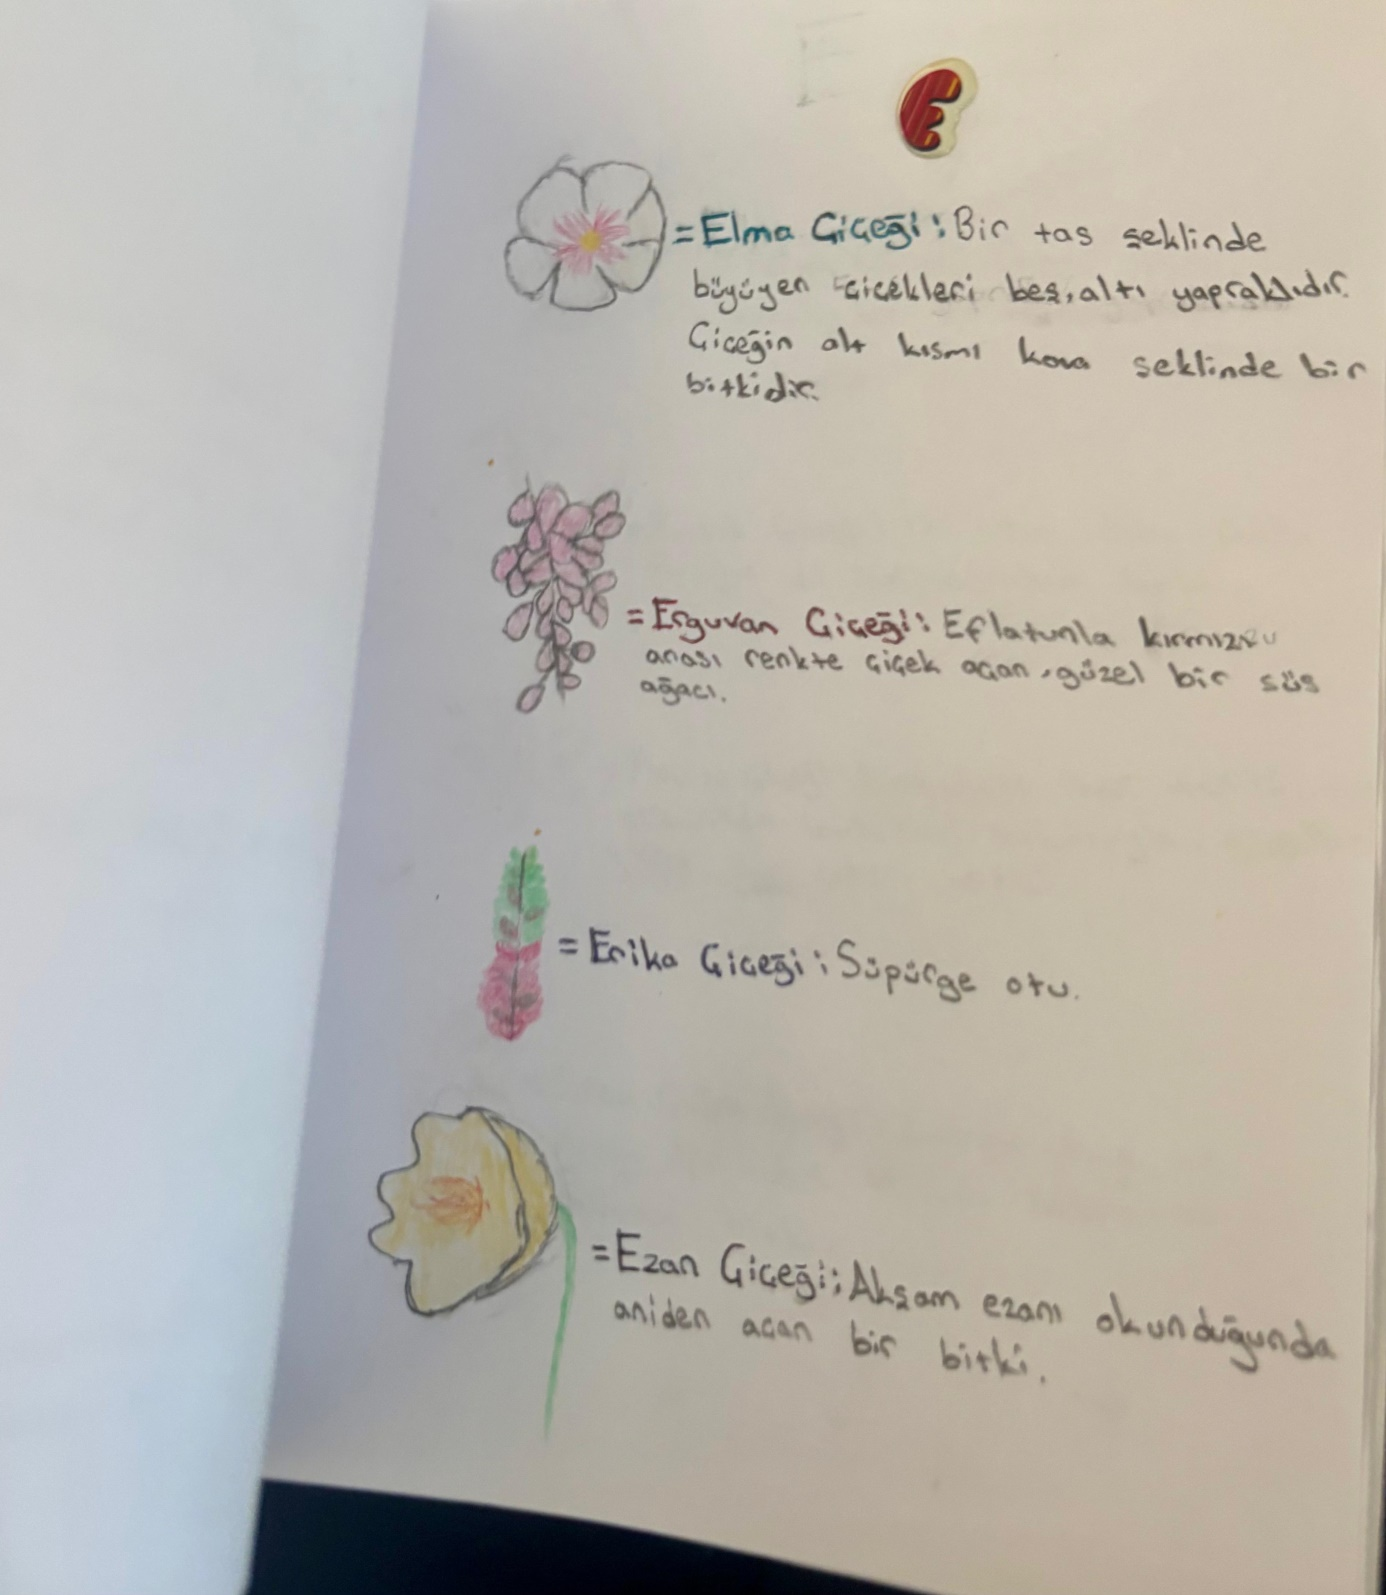 E
= Elma Çiçeği: Bir tas şeklinde
büyüyen çiçekleri beş, altı yapraklıdır.
Çiçeğin alt kısmı kova şeklinde bir
bitkidir.
= Erguvan Çiçeği: Eflatunla
arası renkte çiçek açan, güzel bir süs
ağacı.
= Erika Çiçeği: Süpürge otu.
= Ezan Çiçeği; Akşam ezanı okunduğunda
aniden açan bir bitki.